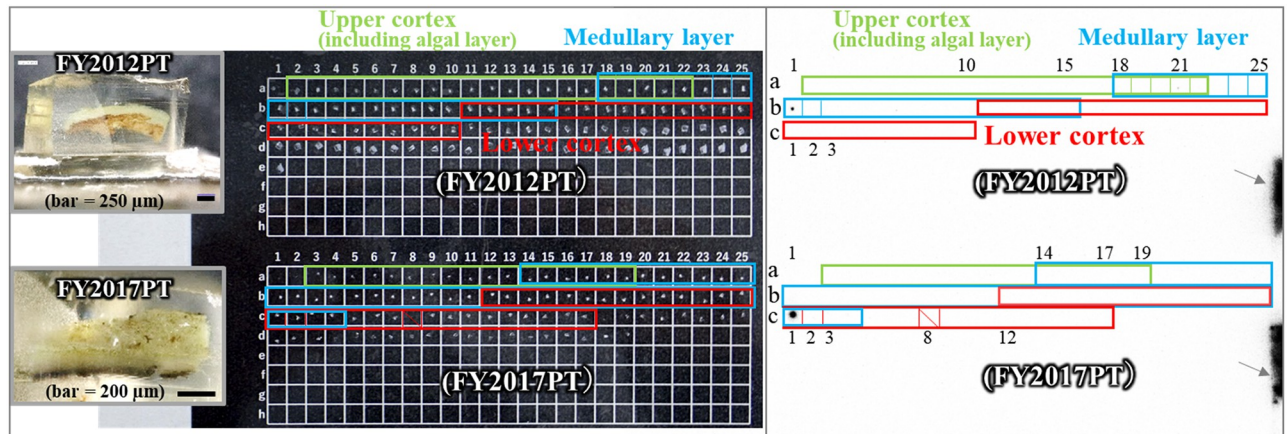 Upper cortex
(including algal layer)
Medullary layer
FY2012PT
(bar = 250 μm)
1 2 3 4 5 6 7 8 9 10 11 12 13 14 15 16 17 18 19 20 21 22 23 24 25
a
b
c
d
e
f
g
h
Lower cortex
(FY2012PT)
FY2017PT
(bar = 200 μm)
1 2 3 4 5 6 7 8 9 10 11 12 13 14 15 16 17 18 19 20 21 22 23 24 25
a
b
c
d
e
f
g
h
(FY2017PT)
Upper cortex
(including algal layer)
Medullary layer
1 10 15 18 21 25
a
b
c
1 2 3
Lower cortex
(FY2012PT)
1 14 17 19
a
b
c
1 2 3 8 12
(FY2017PT)